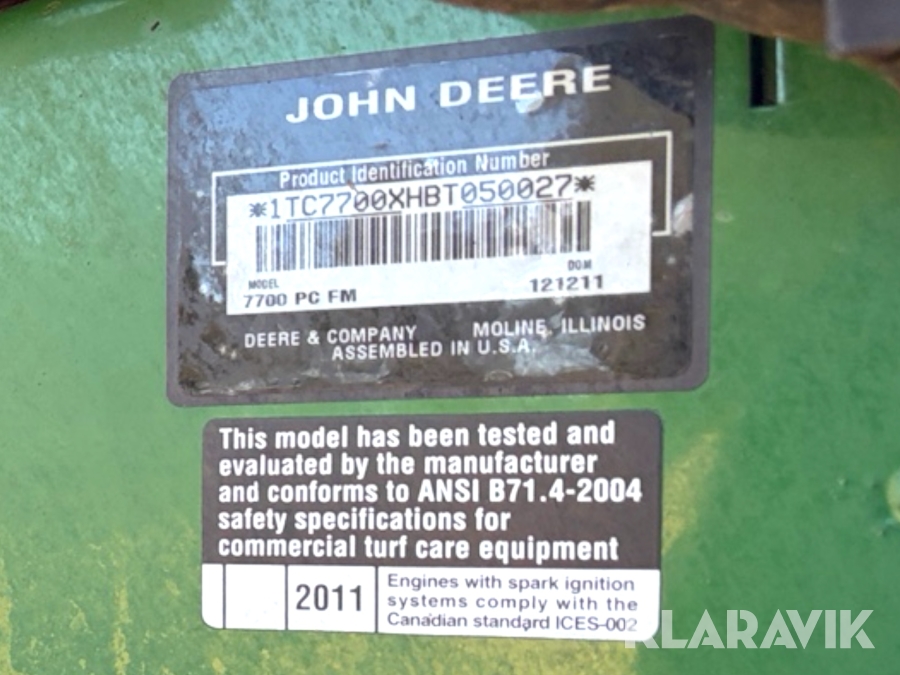 JOHN DEERE
Product Identification Number
*1TC7700XHBT050027*
MODEL
DOM
7700 PC FM
121211
DEERE & COMPANY MOLINE, ILLINOIS
ASSEMBLED IN U.S.A.
This model has been tested and
evaluated by the manufacturer
and conforms to ANSI B71.4-2004
safety specifications for
commercial turf care equipment
2011
Engines with spark ignition
systems comply with the
Canadian standard ICES-002
KLARAVIK